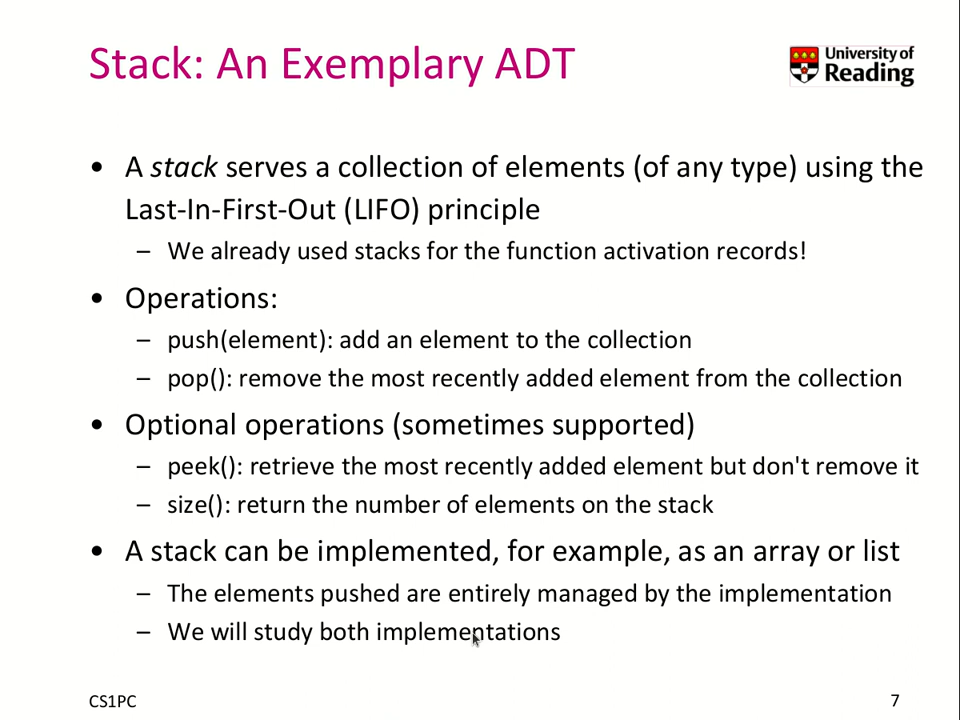 Stack: An Exemplary ADT
University of
Reading
• A stack serves a collection of elements (of any type) using the
Last-In-First-Out (LIFO) principle
– We already used stacks for the function activation records!
• Operations:
– push(element): add an element to the collection
– pop(): remove the most recently added element from the collection
• Optional operations (sometimes supported)
– peek(): retrieve the most recently added element but don't remove it
– size(): return the number of elements on the stack
• A stack can be implemented, for example, as an array or list
– The elements pushed are entirely managed by the implementation
– We will study both implementations
CS1PC
7